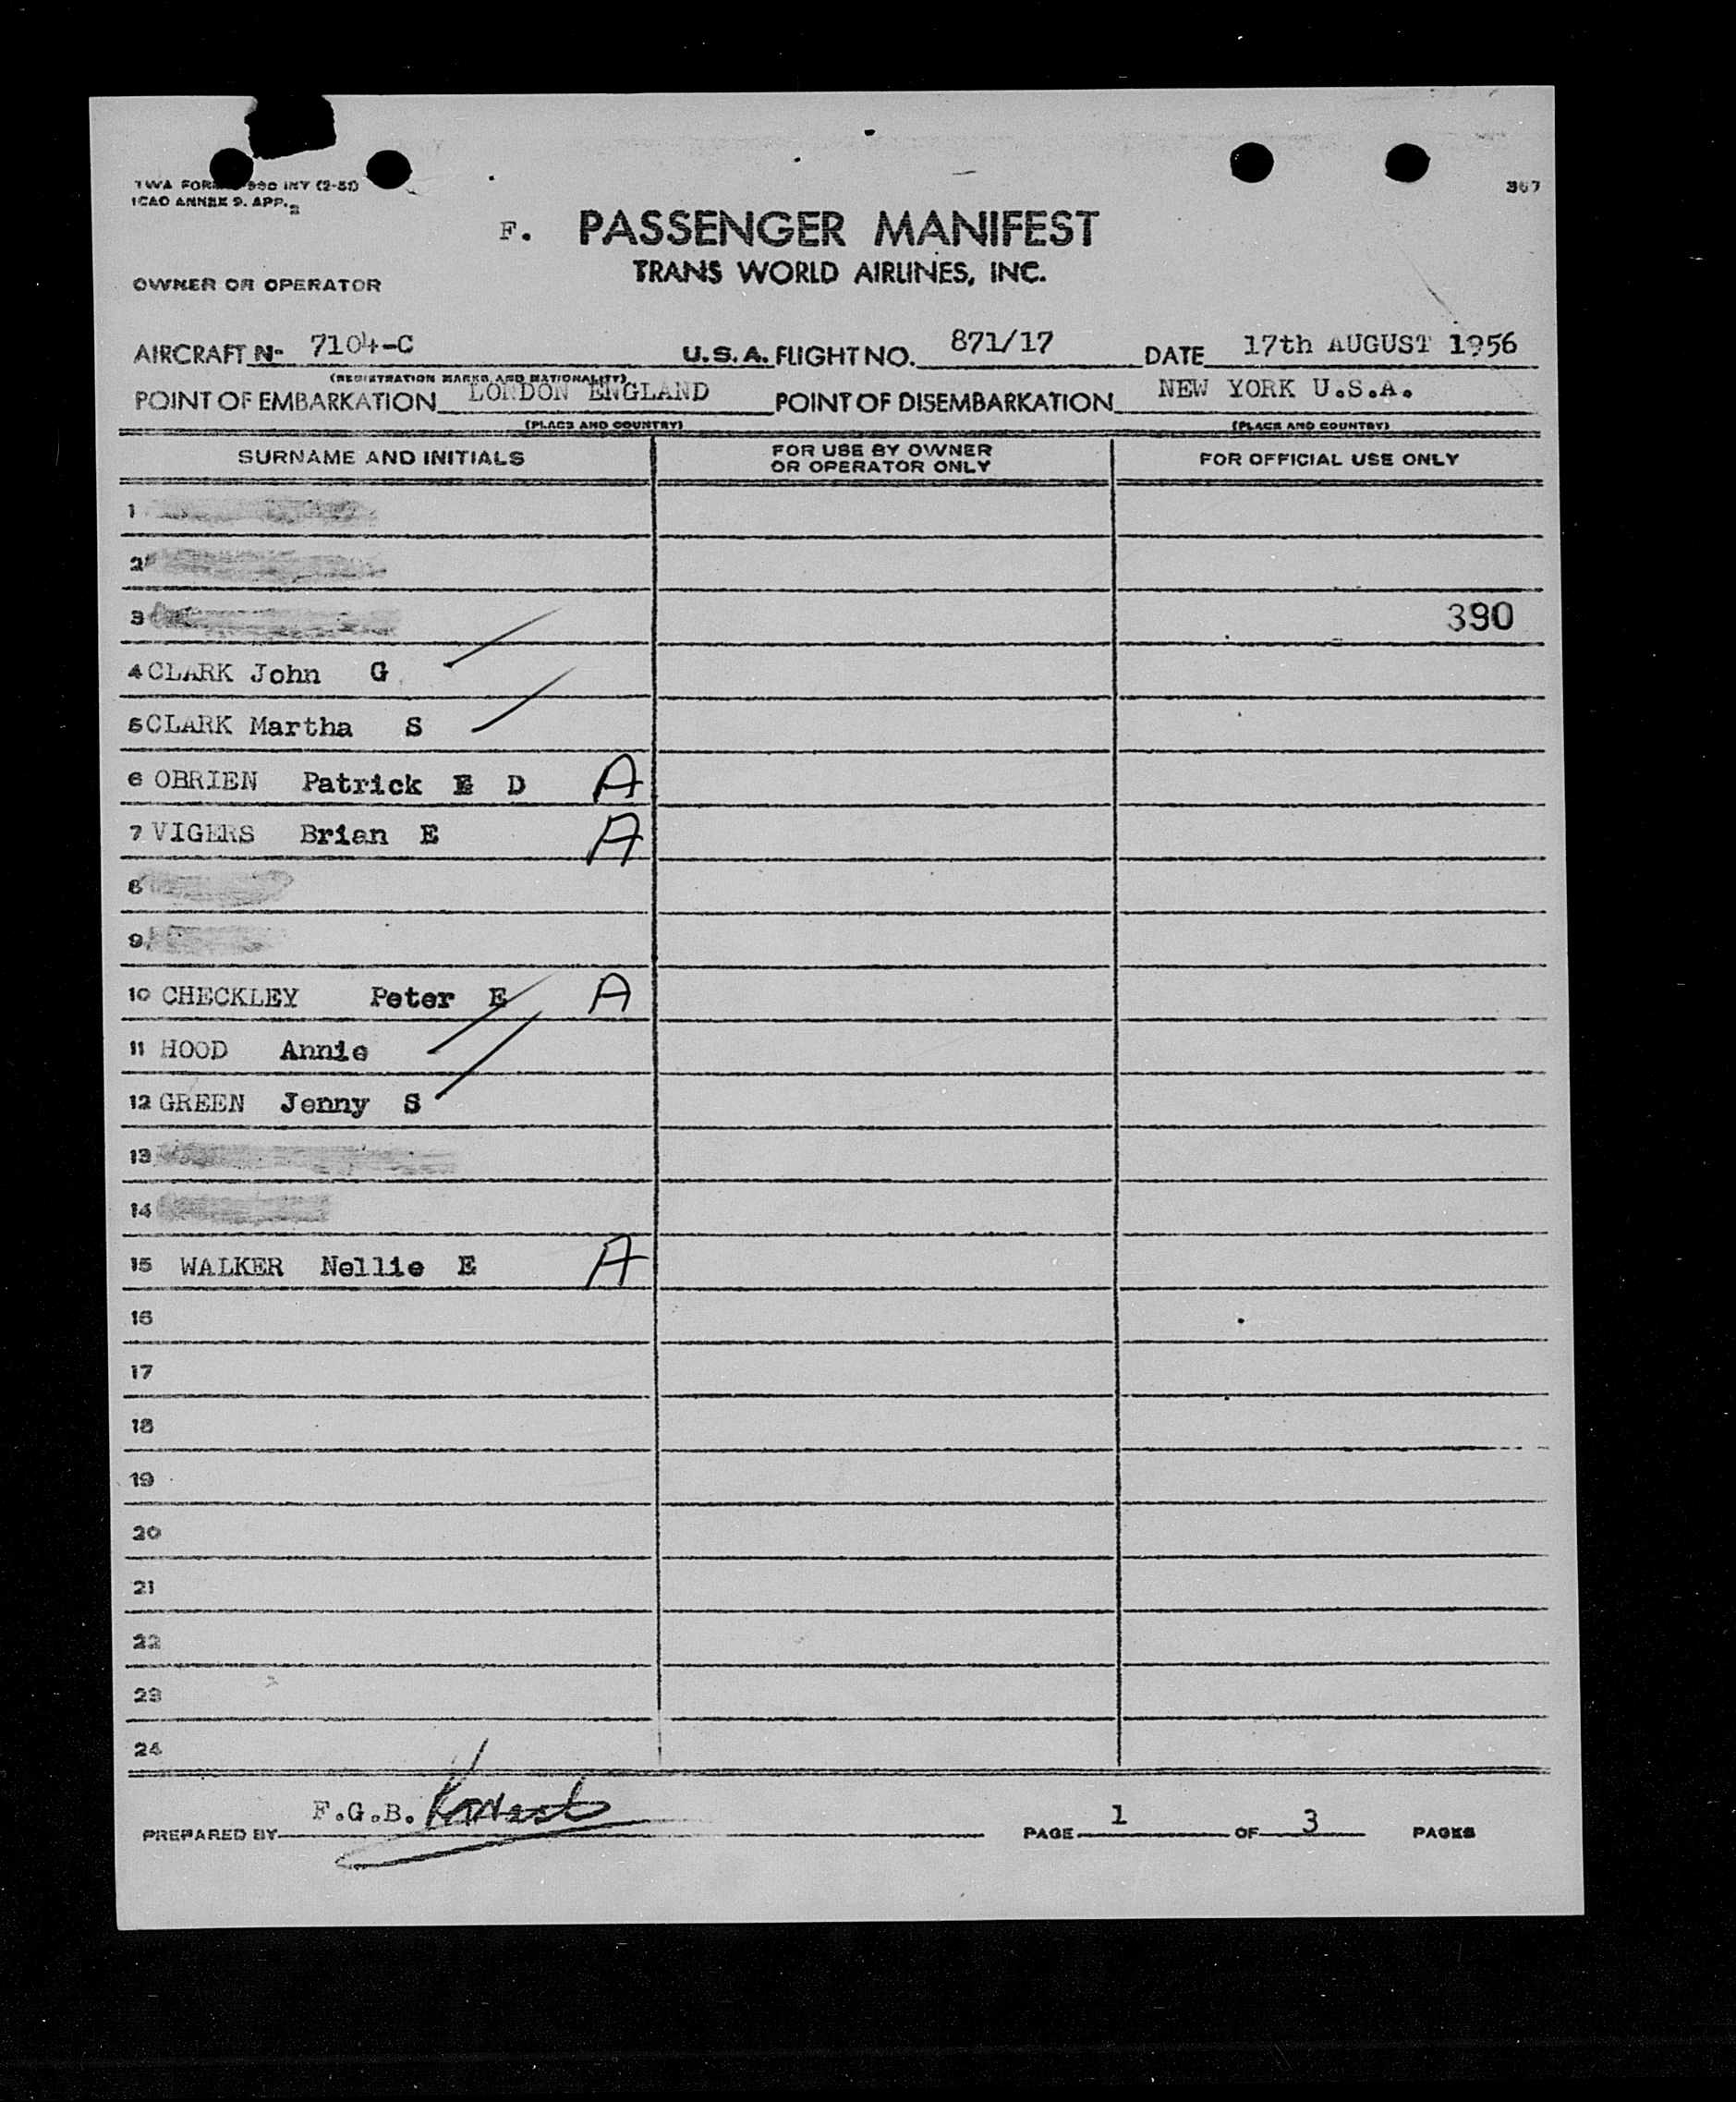 TWA FORM 990 INT (2-51)
367
ICAO ANNEX 9. APP. 2
F. PASSENGER MANIFEST
TRANS WORLD AIRLINES, INC.
OWNER OR OPERATOR
AIRCRAFT No 7104-C U.S.A. FLIGHT NO. 871/17 DATE 17th AUGUST 1956
(REGISTRATION MARKS AND NATIONALITY)
POINT OF EMBARKATION LONDON ENGLAND POINT OF DISEMBARKATION NEW YORK U.S.A.
(PLACE AND COUNTRY) (PLACE AND COUNTRY)
SURNAME AND INITIALS FOR USE BY OWNER OR OPERATOR ONLY FOR OFFICIAL USE ONLY
1
2
3 390
4 CLARK John G
5 CLARK Martha S
6 OBRIEN Patrick E D A
7 VIGERS Brian E A
8
9
10 CHECKLEY Peter E A
11 HOOD Annie
12 GREEN Jenny S
13
14
15 WALKER Nellie E A
16
17
18
19
20
21
22
23
24
PREPARED BY F.G.B. PAGE 1 OF 3 PAGES